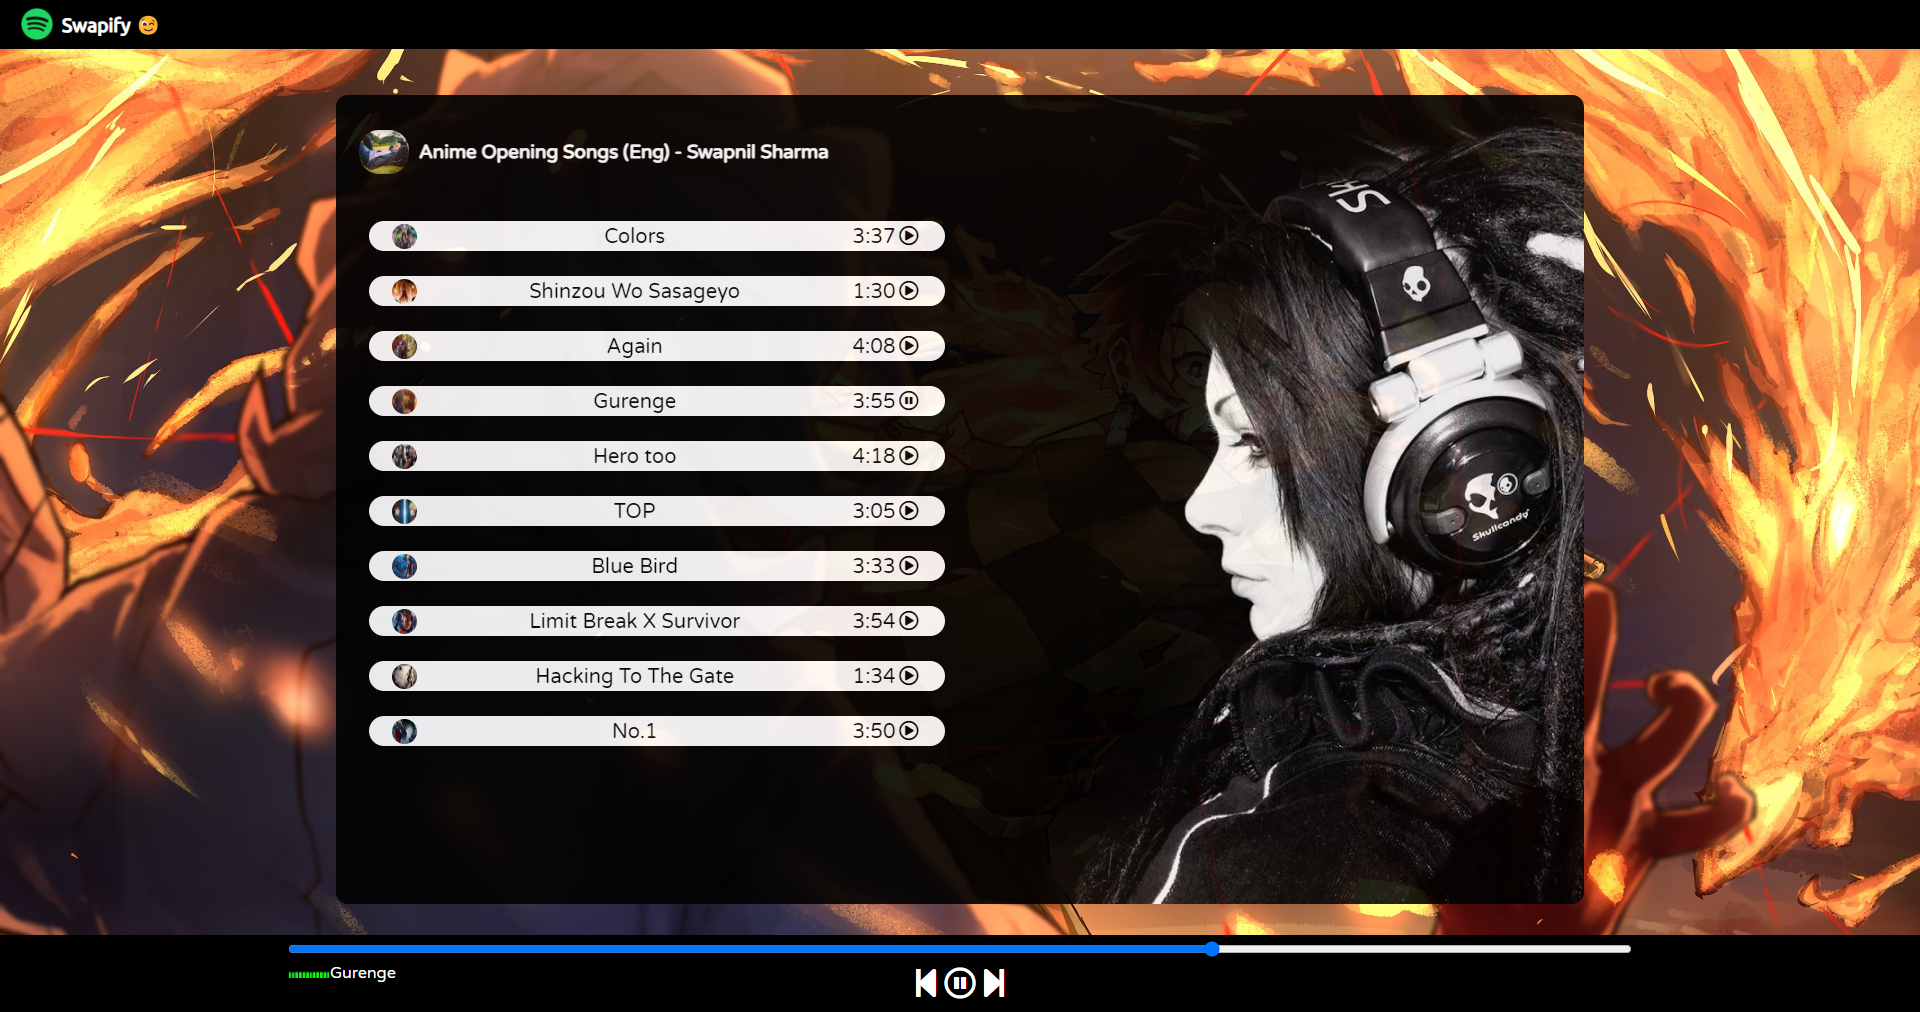 Swapify 😊
Anime Opening Songs (Eng) - Swapnil Sharma
Colors 3:37
Shinzou Wo Sasageyo 1:30
Again 4:08
Gurenge 3:55
Hero too 4:18
TOP 3:05
Blue Bird 3:33
Limit Break X Survivor 3:54
Hacking To The Gate 1:34
No.1 3:50
SK
Skullcandy
Gurenge